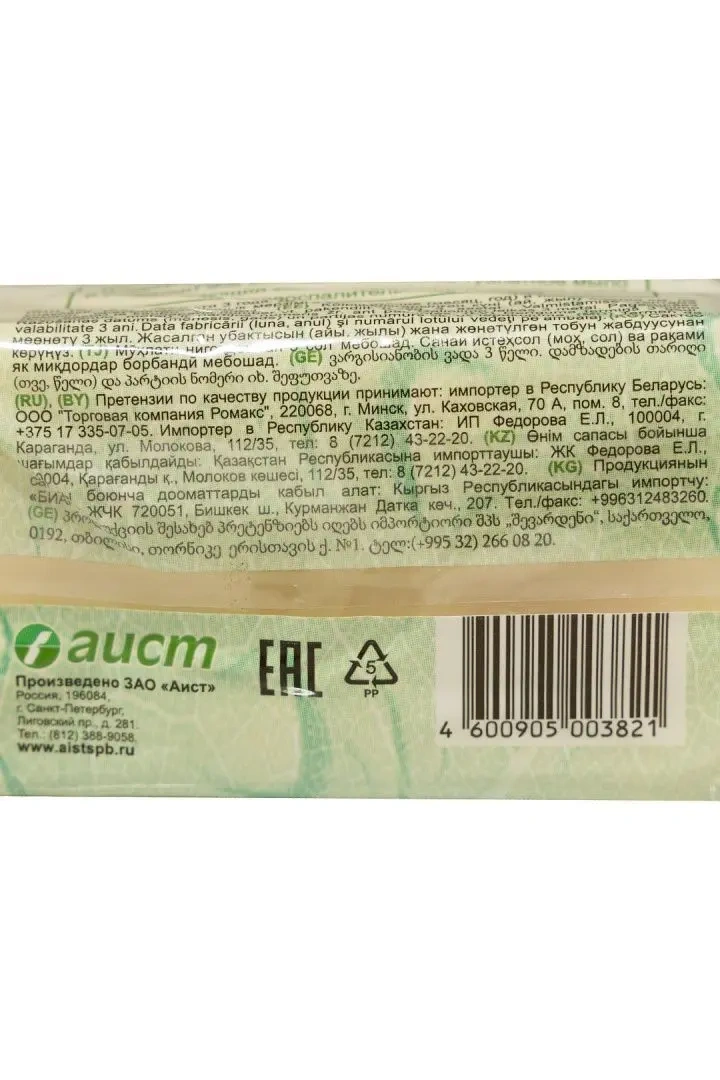 valabilitate 3 ani. Data fabricării (luna, anul) şi numărul lotului vedeţi pe ambalaj.
мөөнөтү 3 жыл. Жасалган убактысын (айы, жылы) жана жөнөтүлгөн тобун жабдуусунан
көрүңүз. (TJ) Муҳлати мебошад. Санаи истеҳсол (моҳ, сол) ва рақами
як миқдордар борбандӣ мебошад. (GE) ვარგისიანობის ვადა 3 წელი. დამზადების თარიღი
(თვე, წელი) და პარტიის ნომერი იხ. შეფუთვაზე.
(RU), (BY) Претензии по качеству продукции принимают: импортер в Республику Беларусь:
ООО "Торговая компания Ромакс", 220068, г. Минск, ул. Каховская, 70 А, пом. 8, тел./факс:
+375 17 335-07-05. Импортер в Республику Казахстан: ИП Федорова Е.Л., 100004, г.
Караганда, ул. Молокова, 112/35, тел: 8 (7212) 43-22-20. (KZ) Өнім сапасы бойынша
шағымдар қабылдайды: Қазақстан Республикасына импорттаушы: ЖК Федорова Е.Л.,
Қарағанды қ., Молоков көшесі, 112/35, тел: 8 (7212) 43-22-20. (KG) Продукциянын
боюнча дооматтарды кабыл алат: Кыргыз Республикасындагы импортчу:
ЖЧК 720051, Бишкек ш., Курманжан Датка көч., 207. Тел./факс: +996312483260.
(GE) შესახებ პრეტენზიებს იღებს იმპორტიორი შპს „შევარდენი“, საქართველო,
0192, თბილისი, თორნიკე ერისთავის ქ. №1. ტელ:(+995 32) 266 08 20.
аист
Произведено ЗАО «Аист»
Россия, 196084,
г. Санкт-Петербург,
Лиговский пр., д. 281.
Тел.: (812) 388-9058.
www.aistspb.ru
EAC
5
PP
4 600905 003821